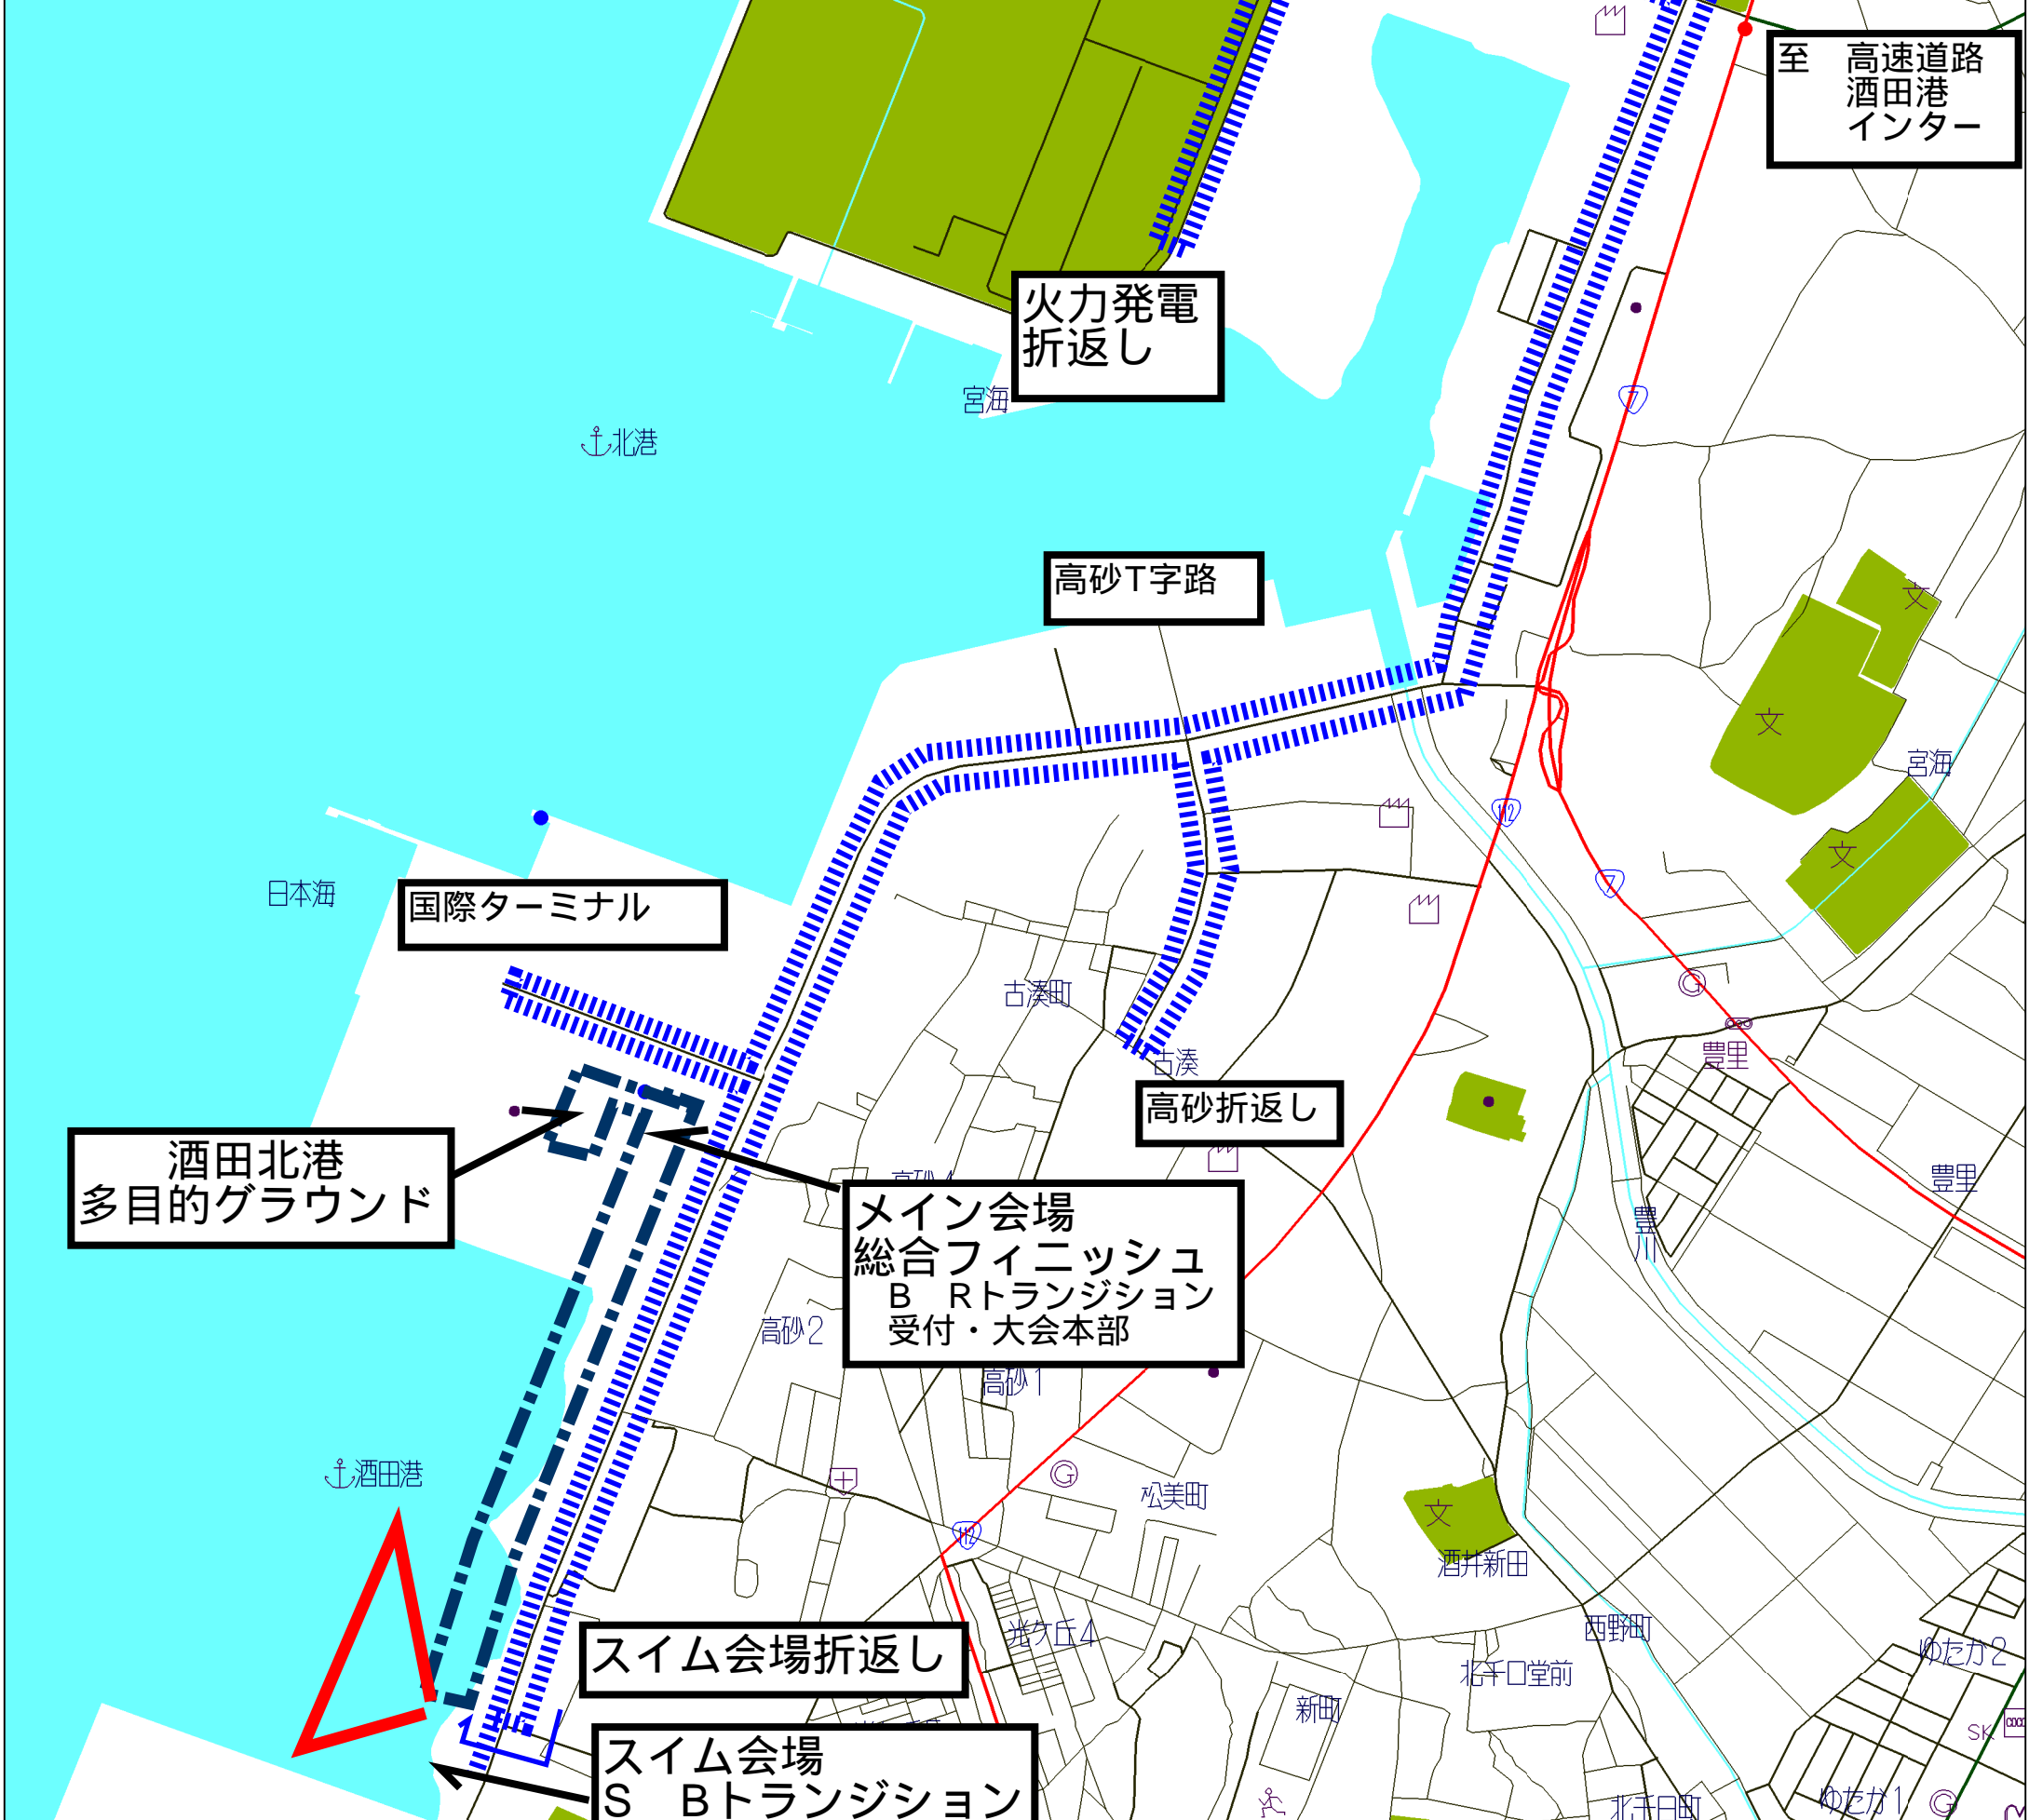 至　高速道路
酒田港
インター
火力発電
折返し
宮海
北港
7
高砂T字路
文
文
宮海
112
文
7
日本海
国際ターミナル
古湊町
G
古湊
豊里
高砂折返し
酒田北港
多目的グラウンド
豊里
メイン会場
総合フィニッシュ
B　Rトランジション
受付・大会本部
豊川
高砂2
高砂1
酒田港
G
松美町
文
112
酒井新田
光ケ丘4
西野町
スイム会場折返し
北千日堂前
ゆたか2
新町
SK
スイム会場
S　Bトランジション
ゆたか1
G
北千日町